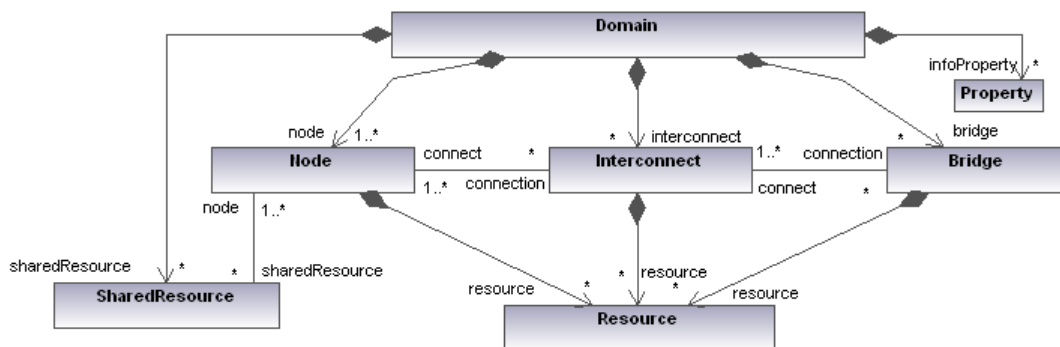 Domain
infoProperty *
Property
node 1..*
* interconnect
* bridge
Node
connect *
1..* connection
Interconnect
1..* connection
connect *
Bridge
node 1..*
sharedResource *
* sharedResource
SharedResource
resource *
* resource
* resource
Resource